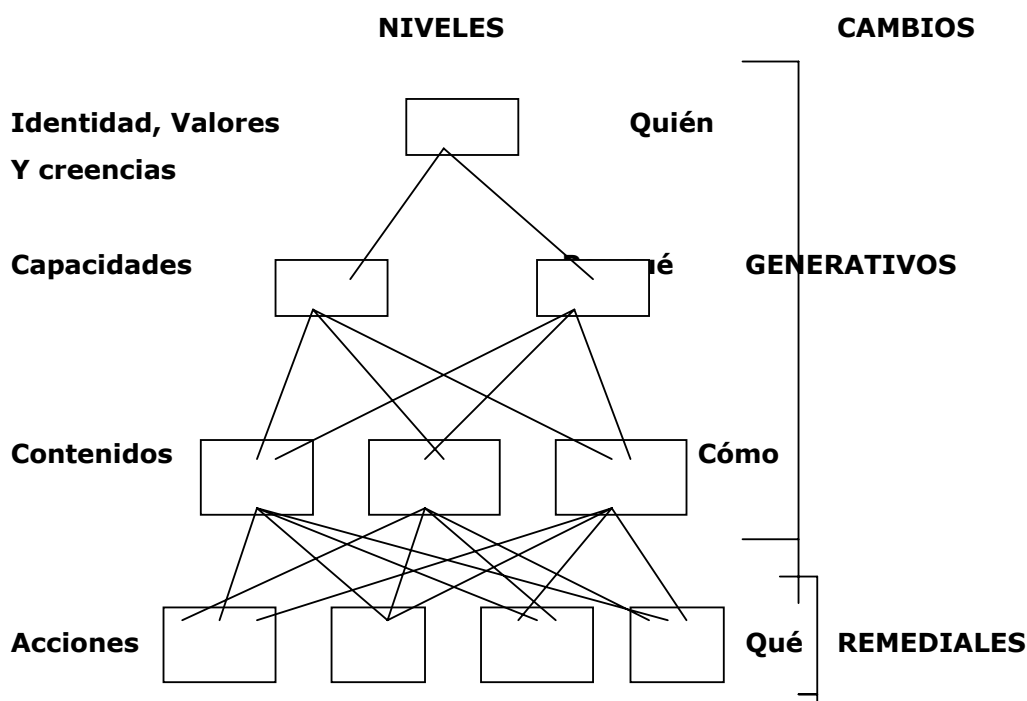 NIVELES CAMBIOS
Identidad, Valores Quién
Y creencias
Capacidades GENERATIVOS
Contenidos Cómo
Acciones Qué REMEDIALES